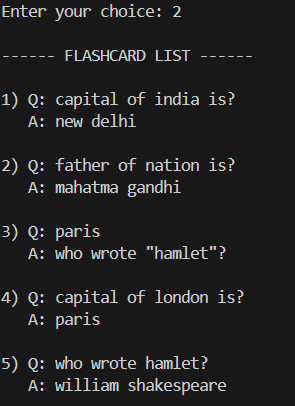 Enter your choice: 2
------ FLASHCARD LIST ------
1) Q: capital of india is?
A: new delhi
2) Q: father of nation is?
A: mahatma gandhi
3) Q: paris
A: who wrote "hamlet"?
4) Q: capital of london is?
A: paris
5) Q: who wrote hamlet?
A: william shakespeare